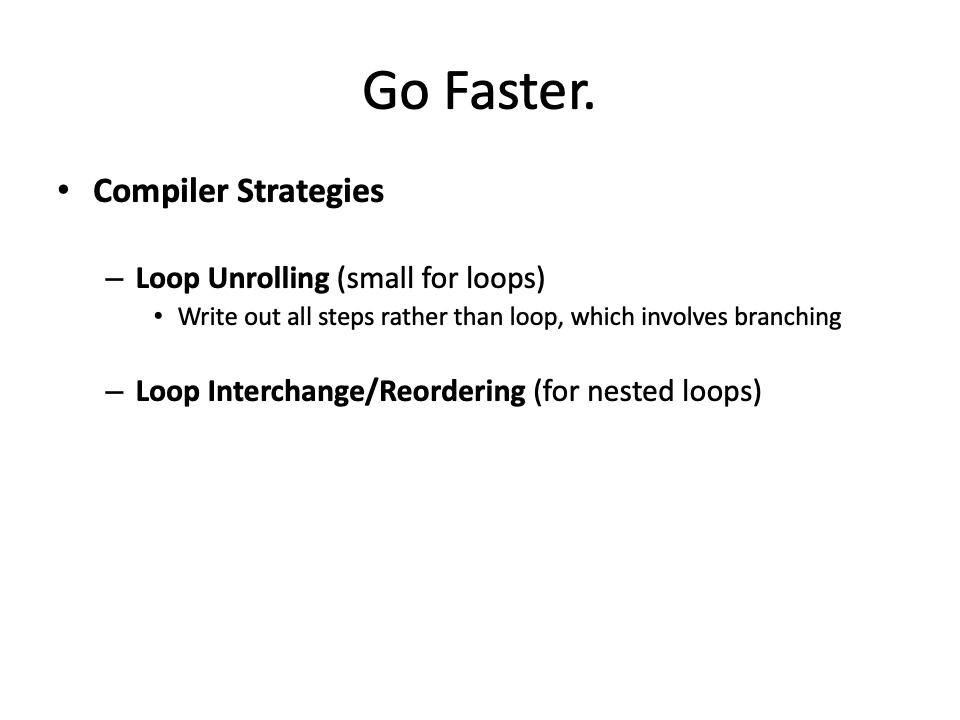 Go Faster.
• Compiler Strategies
– Loop Unrolling (small for loops)
• Write out all steps rather than loop, which involves branching
– Loop Interchange/Reordering (for nested loops)